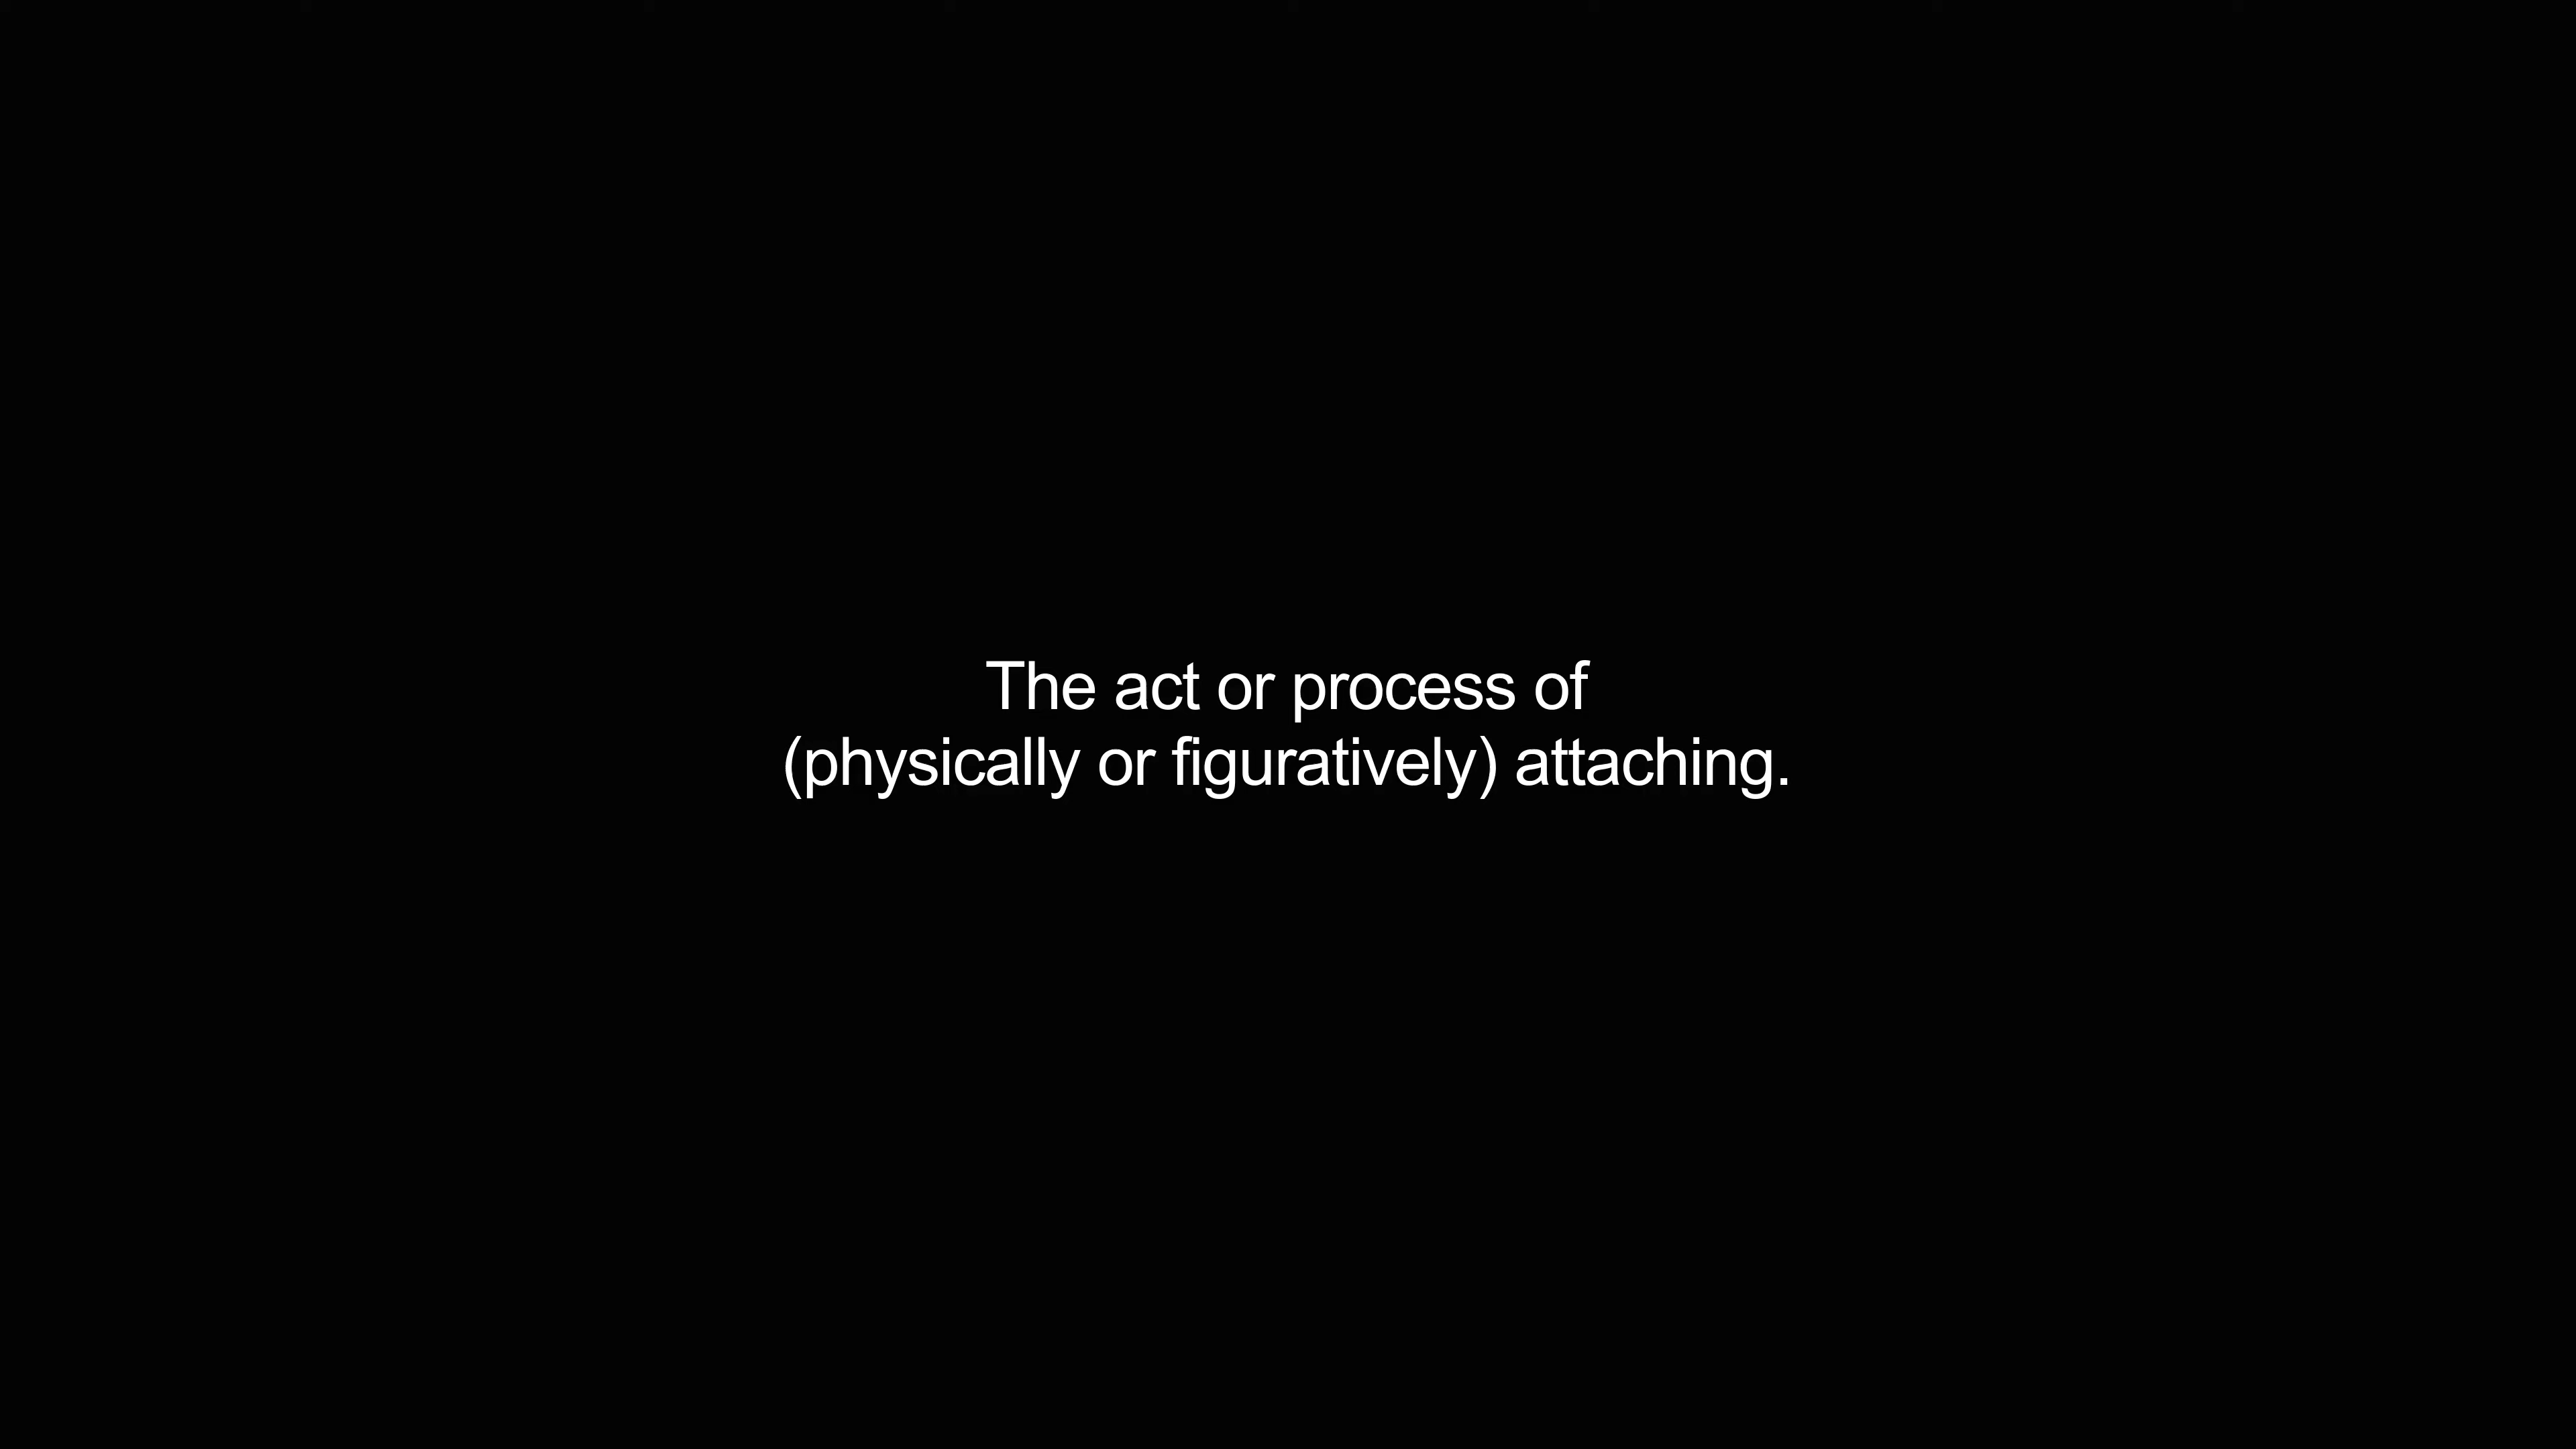 The act or process of
(physically or figuratively) attaching.